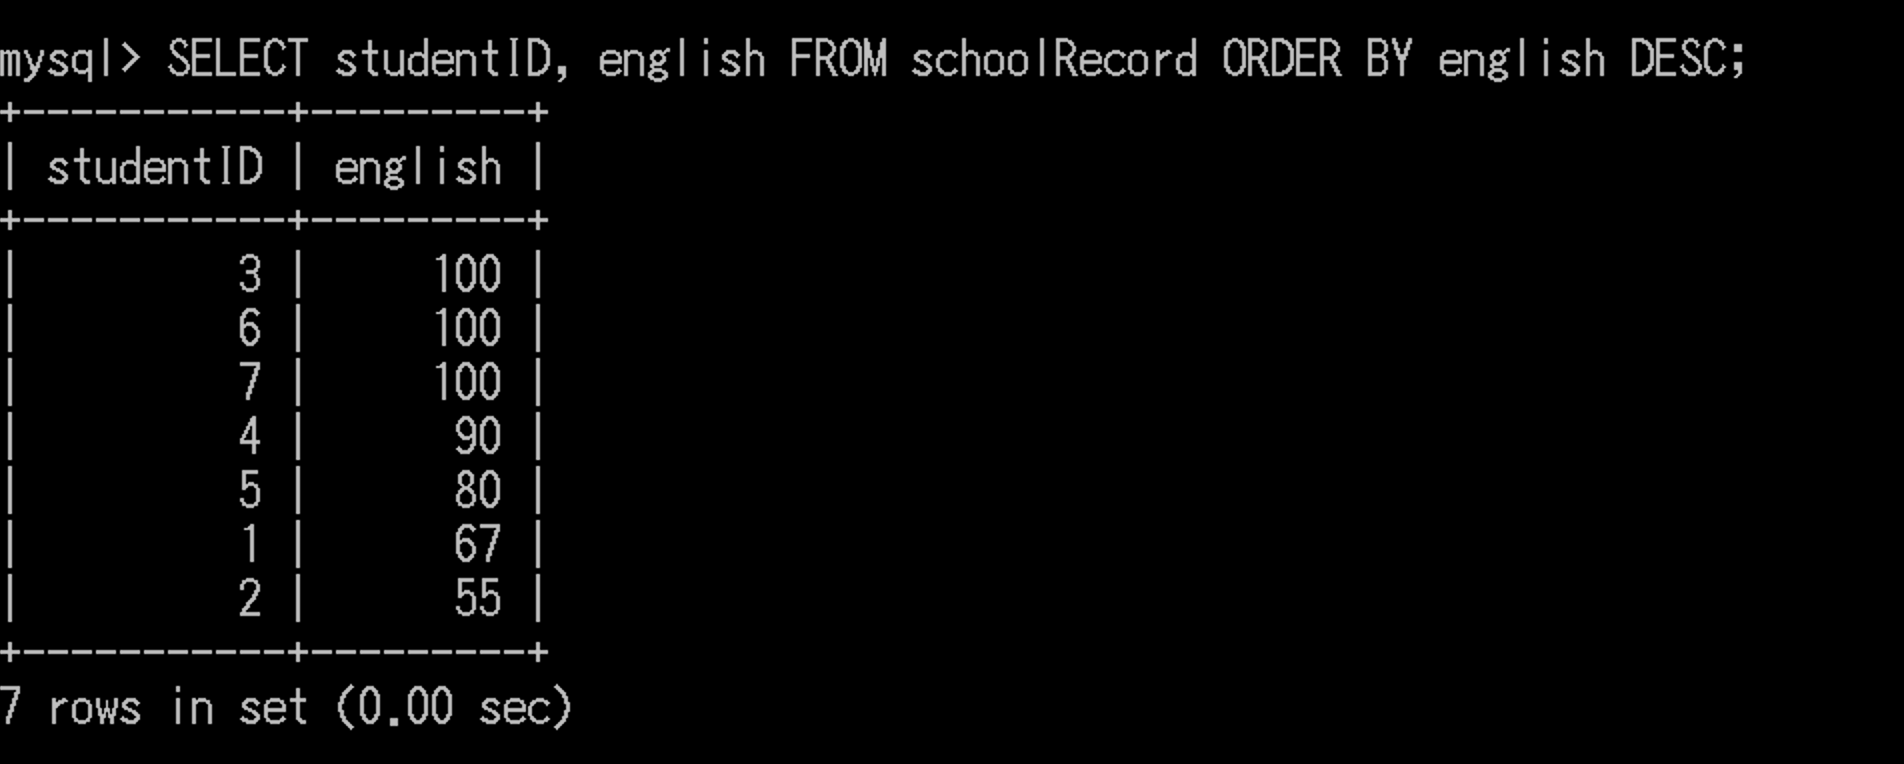 mysql> SELECT studentID, english FROM schoolRecord ORDER BY english DESC;
+-----------+---------+
| studentID | english |
+-----------+---------+
|         3 |     100 |
|         6 |     100 |
|         7 |     100 |
|         4 |      90 |
|         5 |      80 |
|         1 |      67 |
|         2 |      55 |
+-----------+---------+
7 rows in set (0.00 sec)